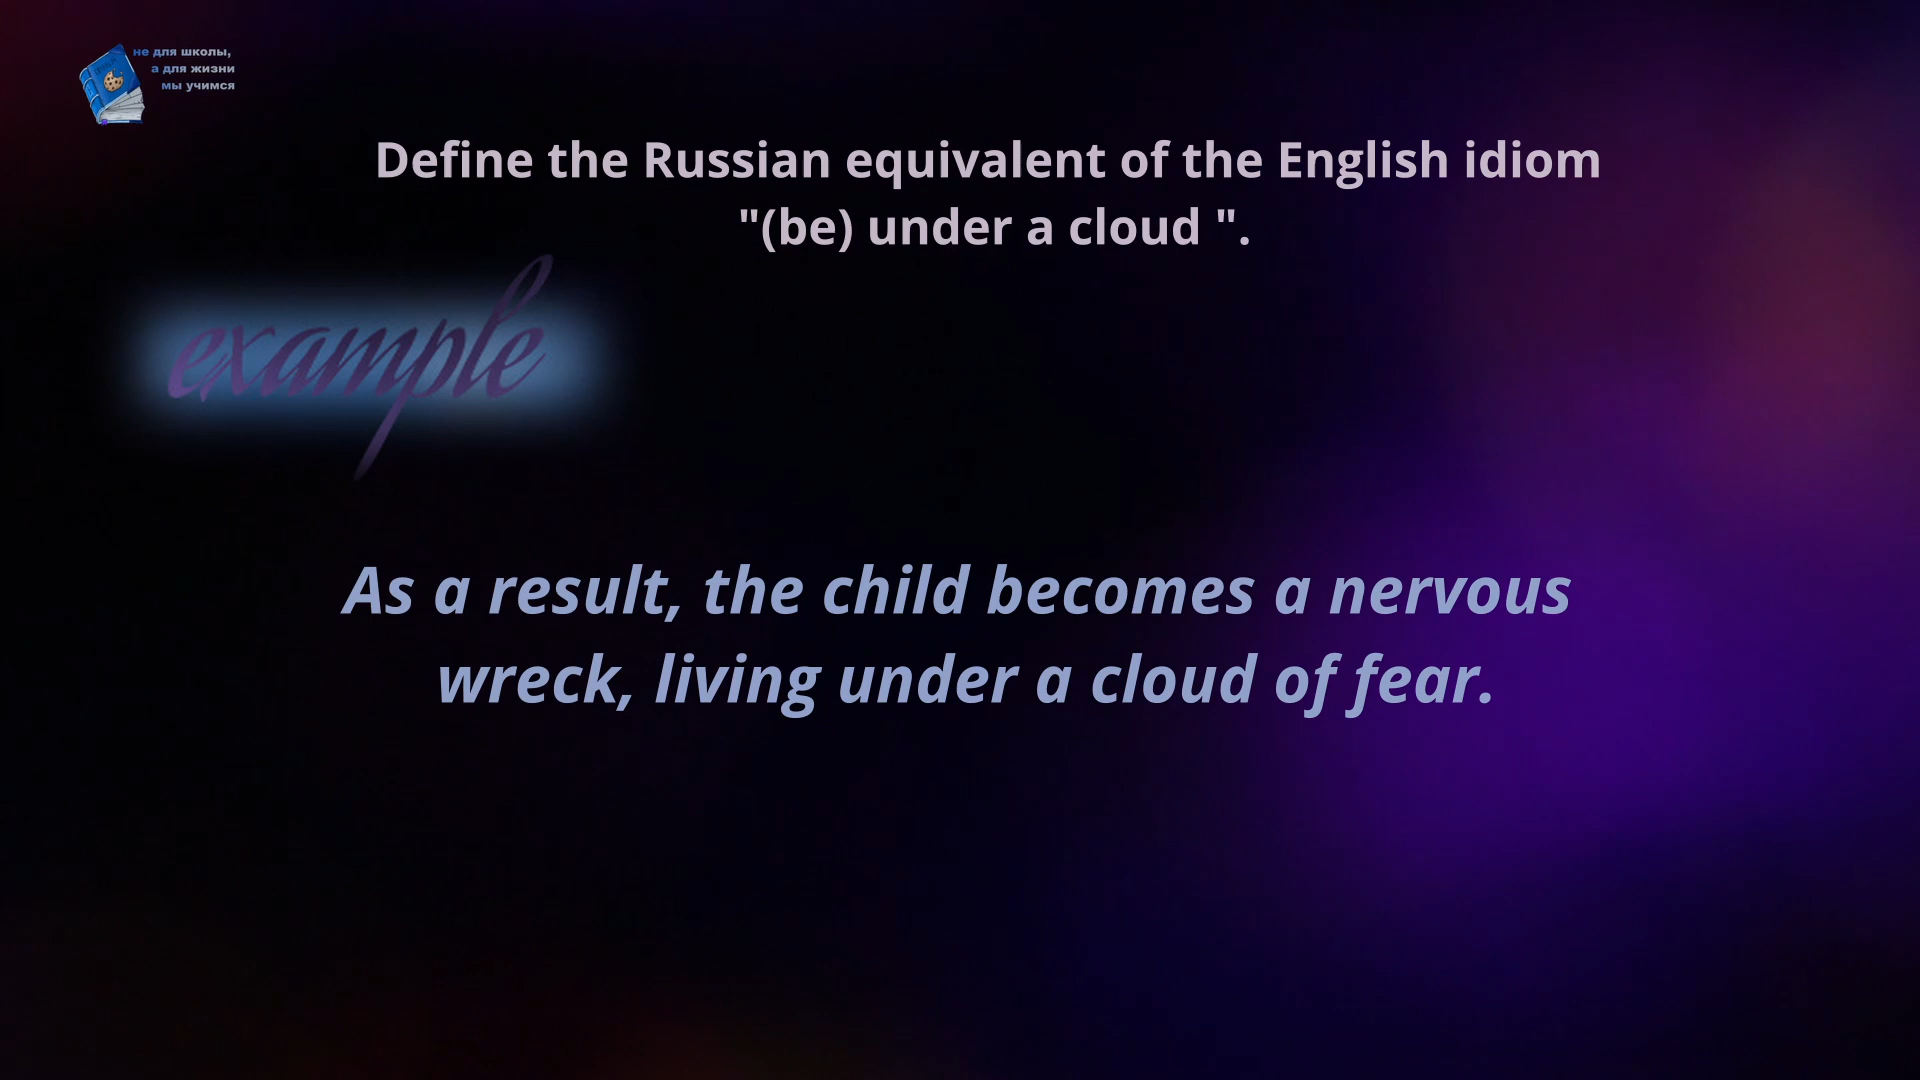 не для школы,
а для жизни
мы учимся
Define the Russian equivalent of the English idiom
"(be) under a cloud ".
example
As a result, the child becomes a nervous
wreck, living under a cloud of fear.